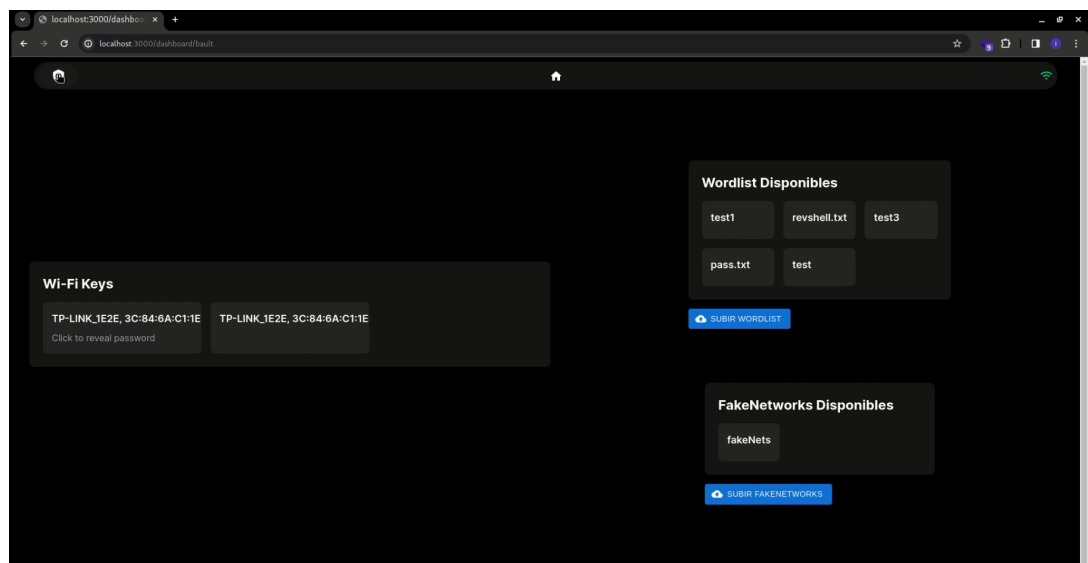 localhost:3000/dashboa
localhost:3000/dashboard/bault
Wordlist Disponibles
test1 revshell.txt test3
pass.txt test
SUBIR WORDLIST
Wi-Fi Keys
TP-LINK_1E2E, 3C:84:6A:C1:1E TP-LINK_1E2E, 3C:84:6A:C1:1E
Click to reveal password
FakeNetworks Disponibles
fakeNets
SUBIR FAKENETWORKS